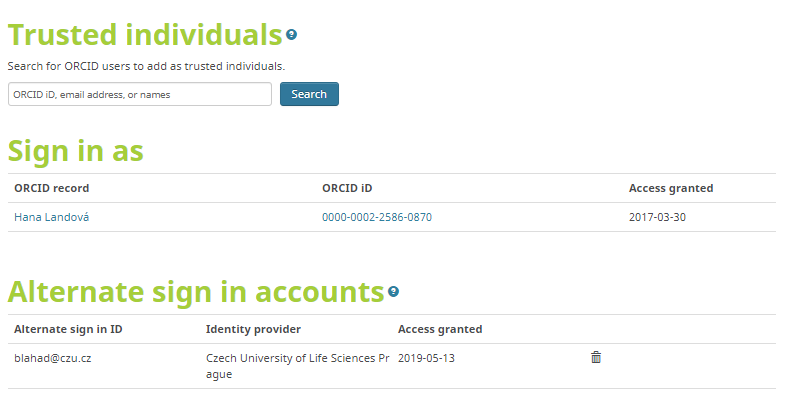 Trusted individuals ?
Search for ORCID users to add as trusted individuals.
ORCID iD, email address, or names
Search
Sign in as
ORCID record ORCID iD Access granted
Hana Landová 0000-0002-2586-0870 2017-03-30
Alternate sign in accounts ?
Alternate sign in ID Identity provider Access granted
blahad@czu.cz Czech University of Life Sciences Pr 2019-05-13
ague